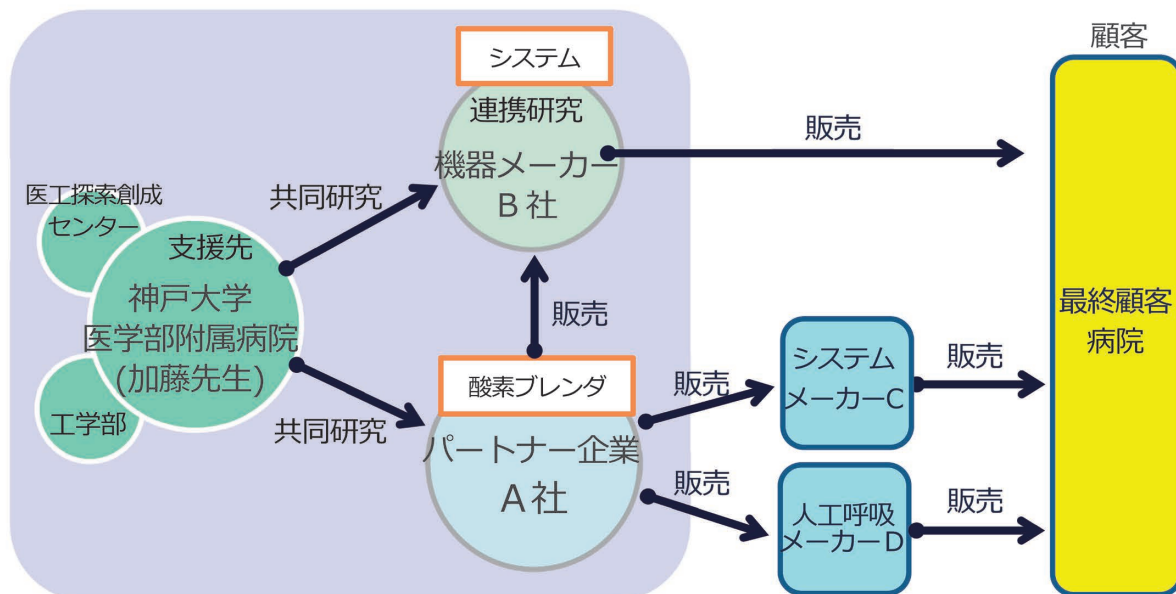 顧客
システム
連携研究
機器メーカー
B社
販売
共同研究
医工探索創成
センター
支援先
神戸大学
医学部附属病院
(加藤先生)
工学部
共同研究
販売
酸素ブレンダ
パートナー企業
A社
販売
システム
メーカーC
販売
販売
人工呼吸
メーカーD
販売
最終顧客
病院